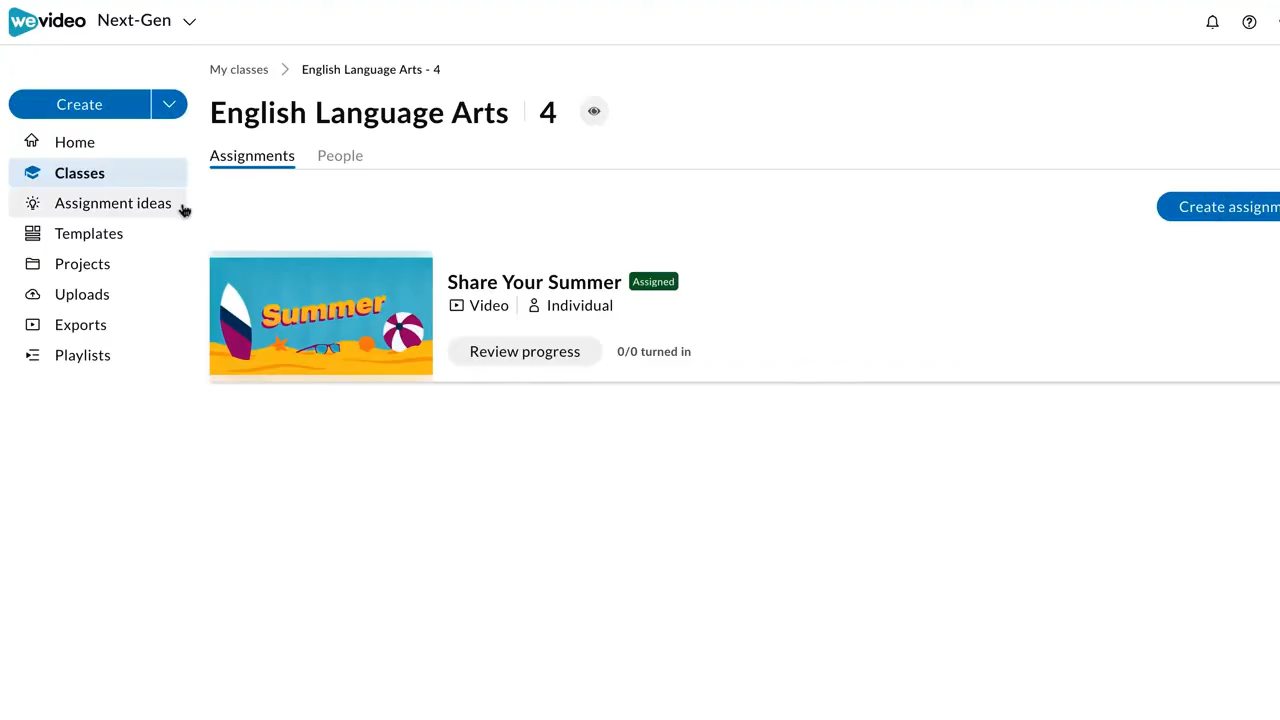 wevideo Next-Gen
My classes English Language Arts - 4
Create
English Language Arts 4
Home
Assignments People
Classes
Assignment ideas
Create assignm
Templates
Projects
Uploads
Exports
Playlists
Summer
Share Your Summer Assigned
Video Individual
Review progress 0/0 turned in